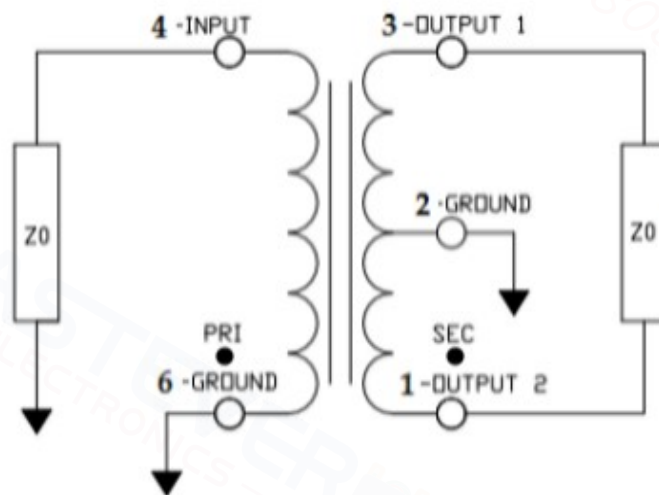 4 -INPUT
3 -OUTPUT 1
Z0
2 -GROUND
Z0
PRI
SEC
6 -GROUND
1 -OUTPUT 2